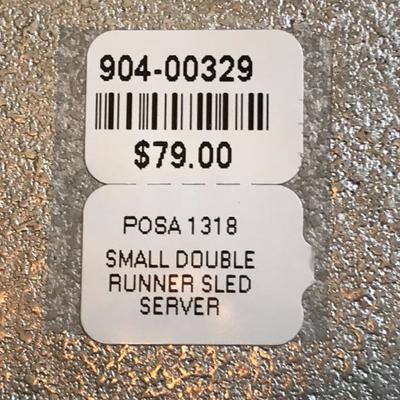 904-00329
$79.00
POSA 1318
SMALL DOUBLE
RUNNER SLED
SERVER